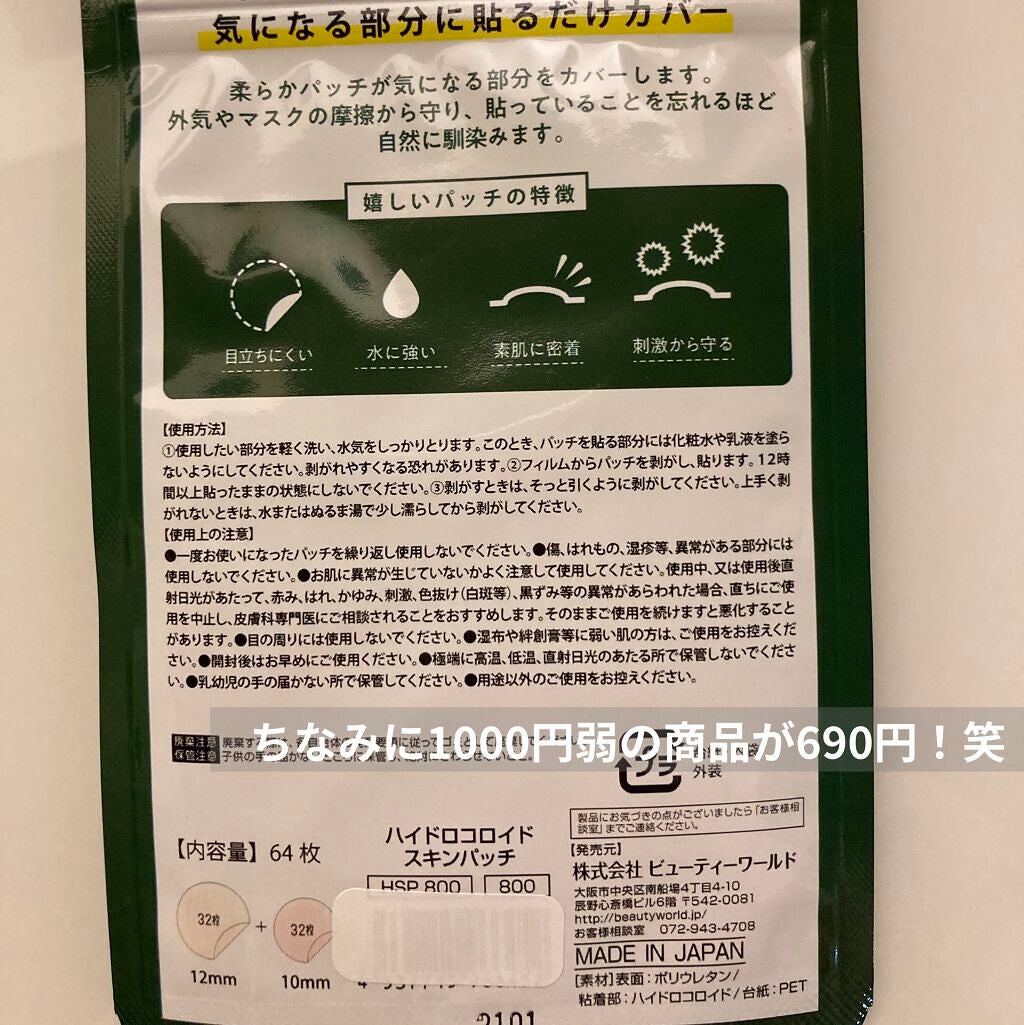 気になる部分に貼るだけカバー
柔らかパッチが気になる部分をカバーします。
外気やマスクの摩擦から守り、貼っていることを忘れるほど
自然に馴染みます。
嬉しいパッチの特徴
目立ちにくい
水に強い
素肌に密着
刺激から守る
【使用方法】
①使用したい部分を軽く洗い、水気をしっかりとります。このとき、パッチを貼る部分には化粧水や乳液を塗ら
ないようにしてください。剥がれやすくなる恐れがあります。②フィルムからパッチを剥がし、貼ります。12時
間以上貼ったままの状態にしないでください。③剥がすときは、そっと引くように剥がしてください。上手く剥
がれないときは、水またはぬるま湯で少し濡らしてから剥がしてください。
【使用上の注意】
●一度お使いになったパッチを繰り返し使用しないでください。●傷、はれもの、湿疹等、異常がある部分には
使用しないでください。●お肌に異常が生じていないかよく注意して使用してください。使用中、又は使用後直
射日光があたって、赤み、はれ、かゆみ、刺激、色抜け(白斑等)、黒ずみ等の異常があらわれた場合、直ちにご使
用を中止し、皮膚科専門医にご相談されることをおすすめします。そのままご使用を続けますと悪化すること
があります。●目の周りには使用しないでください。●湿布や絆創膏等に弱い肌の方は、ご使用をお控えくだ
さい。●開封後はお早めにご使用ください。●極端に高温、低温、直射日光のあたる所で保管しないでくださ
い。●乳幼児の手の届かない所で保管してください。●用途以外のご使用をお控えください。
ちなみに1000円弱の商品が690円！笑
廃棄注意
保管注意
プラ
外装
製品にお気づきの点がございましたら「お客様相
談室」までご連絡ください。
【内容量】64枚
32枚
+
32枚
12mm
10mm
ハイドロコロイド
スキンパッチ
HSP 800
800
【発売元】
株式会社 ビューティーワールド
大阪市中央区南船場4丁目4-10
辰野心斎橋ビル6階 〒542-0081
http://beautyworld.jp/
お客様相談室 072-943-4708
MADE IN JAPAN
[素材]表面：ポリウレタン/
粘着部：ハイドロコロイド/台紙：PET